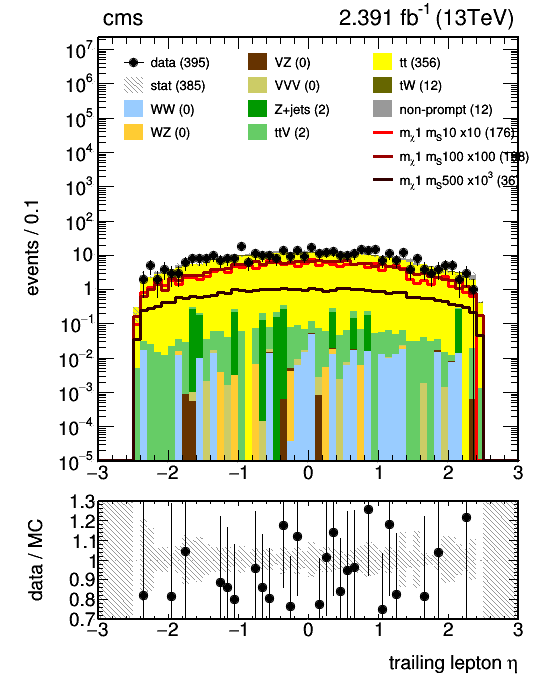 cms 2.391 fb⁻¹ (13TeV)
data (395) VZ (0) tt (356)
stat (385) VVV (0) tW (12)
WW (0) Z+jets (2) non-prompt (12)
WZ (0) ttV (2) mχ1 mS10 x10 (176)
mχ1 mS100 x100 (188)
mχ1 mS500 x10³ (36)
events / 0.1
10⁷
10⁶
10⁵
10⁴
10³
10²
10
1
10⁻¹
10⁻²
10⁻³
10⁻⁴
10⁻⁵
−3 −2 −1 0 1 2 3
data / MC
1.3
1.2
1.1
1
0.9
0.8
0.7
−3 −2 −1 0 1 2 3
trailing lepton η